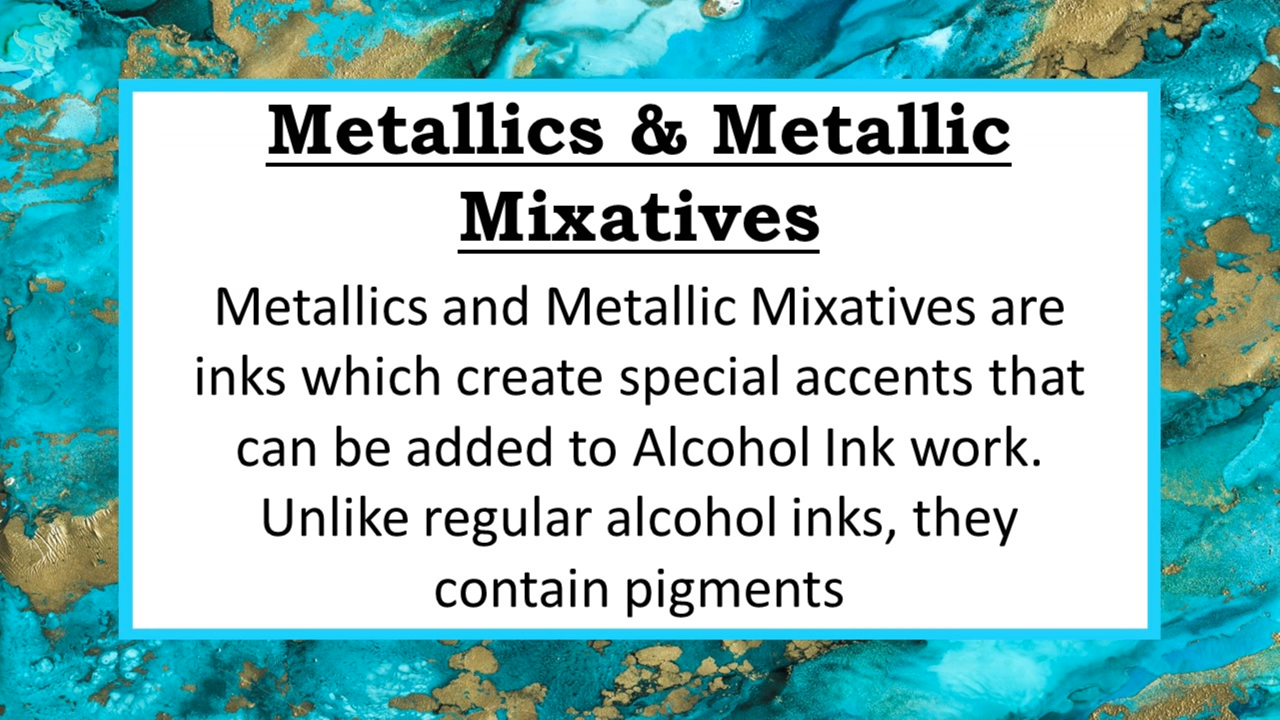 Metallics & Metallic
Mixatives
Metallics and Metallic Mixatives are
inks which create special accents that
can be added to Alcohol Ink work.
Unlike regular alcohol inks, they
contain pigments